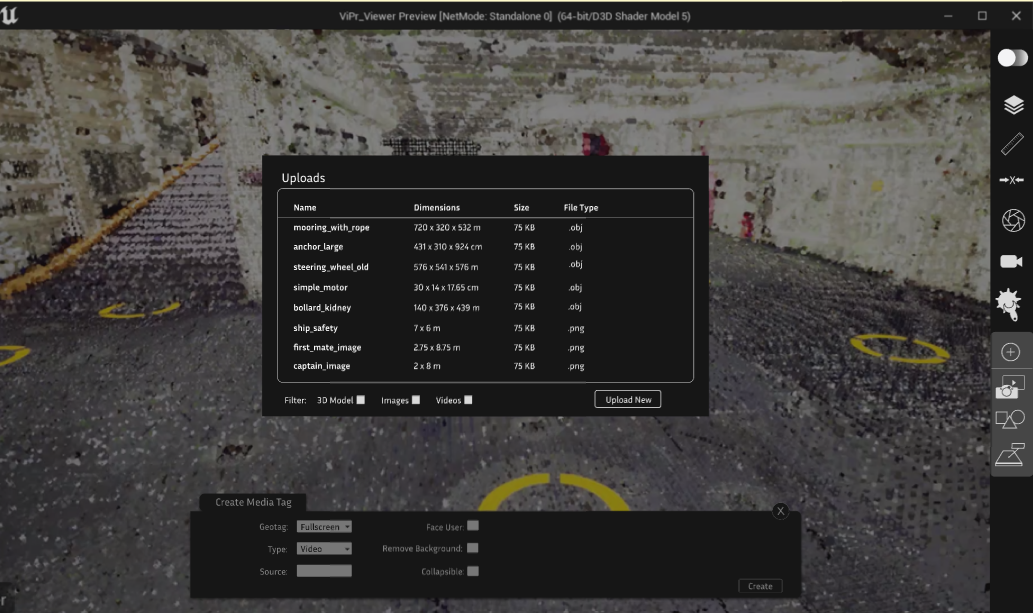 ViPr_Viewer Preview [NetMode: Standalone 0] (64-bit/D3D Shader Model 5)
Uploads
Name Dimensions Size File Type
mooring_with_rope 720 x 320 x 532 m 75 KB .obj
anchor_large 431 x 310 x 924 cm 75 KB .obj
steering_wheel_old 576 x 541 x 576 m 75 KB .obj
simple_motor 30 x 14 x 17.65 cm 75 KB .obj
bollard_kidney 140 x 376 x 439 m 75 KB .obj
ship_safety 7 x 6 m 75 KB .png
first_mate_image 2.75 x 8.75 m 75 KB .png
captain_image 2 x 8 m 75 KB .png
Filter: 3D Model Images Videos Upload New
Create Media Tag
X
Geotag: Fullscreen Face User:
Type: Video Remove Background:
Source: Collapsible:
Create
r